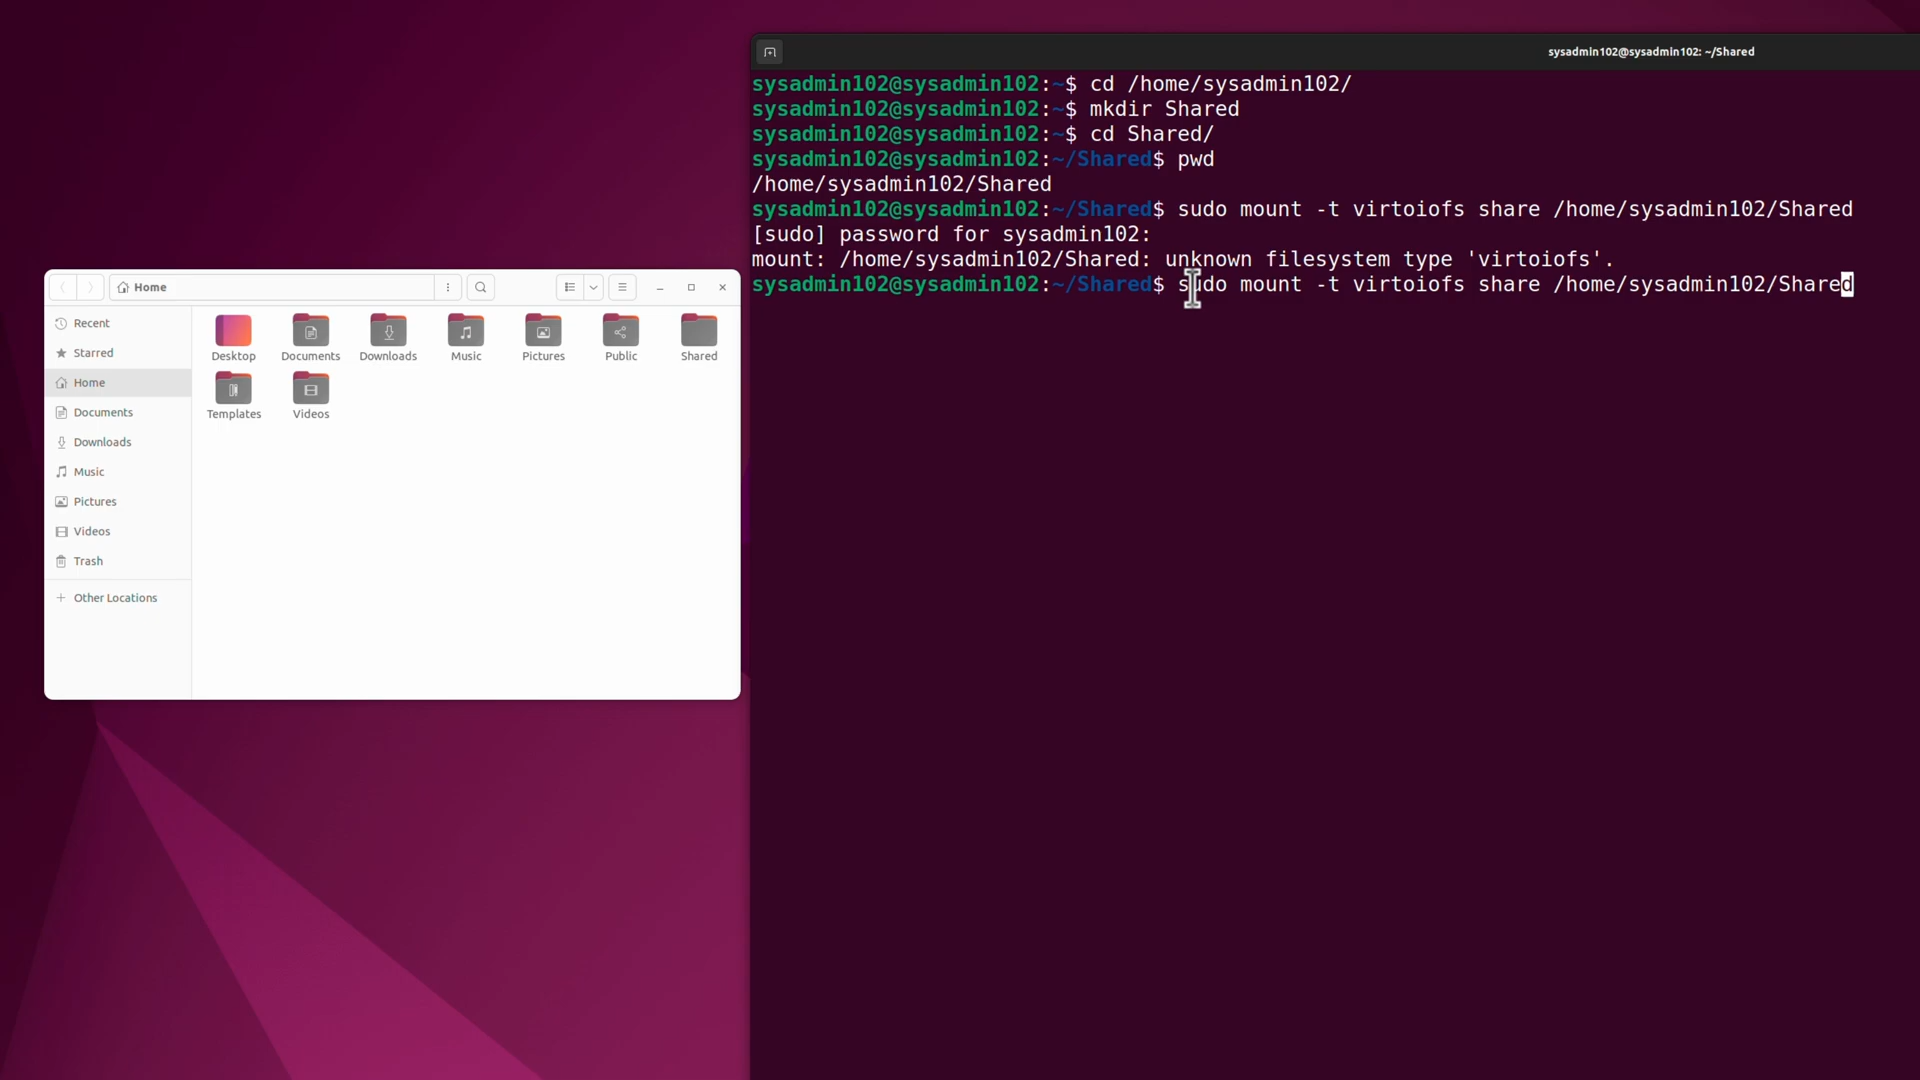 sysadmin102@sysadmin102: ~/Shared
sysadmin102@sysadmin102:~$ cd /home/sysadmin102/
sysadmin102@sysadmin102:~$ mkdir Shared
sysadmin102@sysadmin102:~$ cd Shared/
sysadmin102@sysadmin102:~/Shared$ pwd
/home/sysadmin102/Shared
sysadmin102@sysadmin102:~/Shared$ sudo mount -t virtoiofs share /home/sysadmin102/Shared
[sudo] password for sysadmin102:
mount: /home/sysadmin102/Shared: unknown filesystem type 'virtoiofs'.
sysadmin102@sysadmin102:~/Shared$ sudo mount -t virtoiofs share /home/sysadmin102/Shared
Home
Recent
Starred
Home
Documents
Downloads
Music
Pictures
Videos
Trash
Other Locations
Desktop Documents Downloads Music Pictures Public Shared
Templates Videos